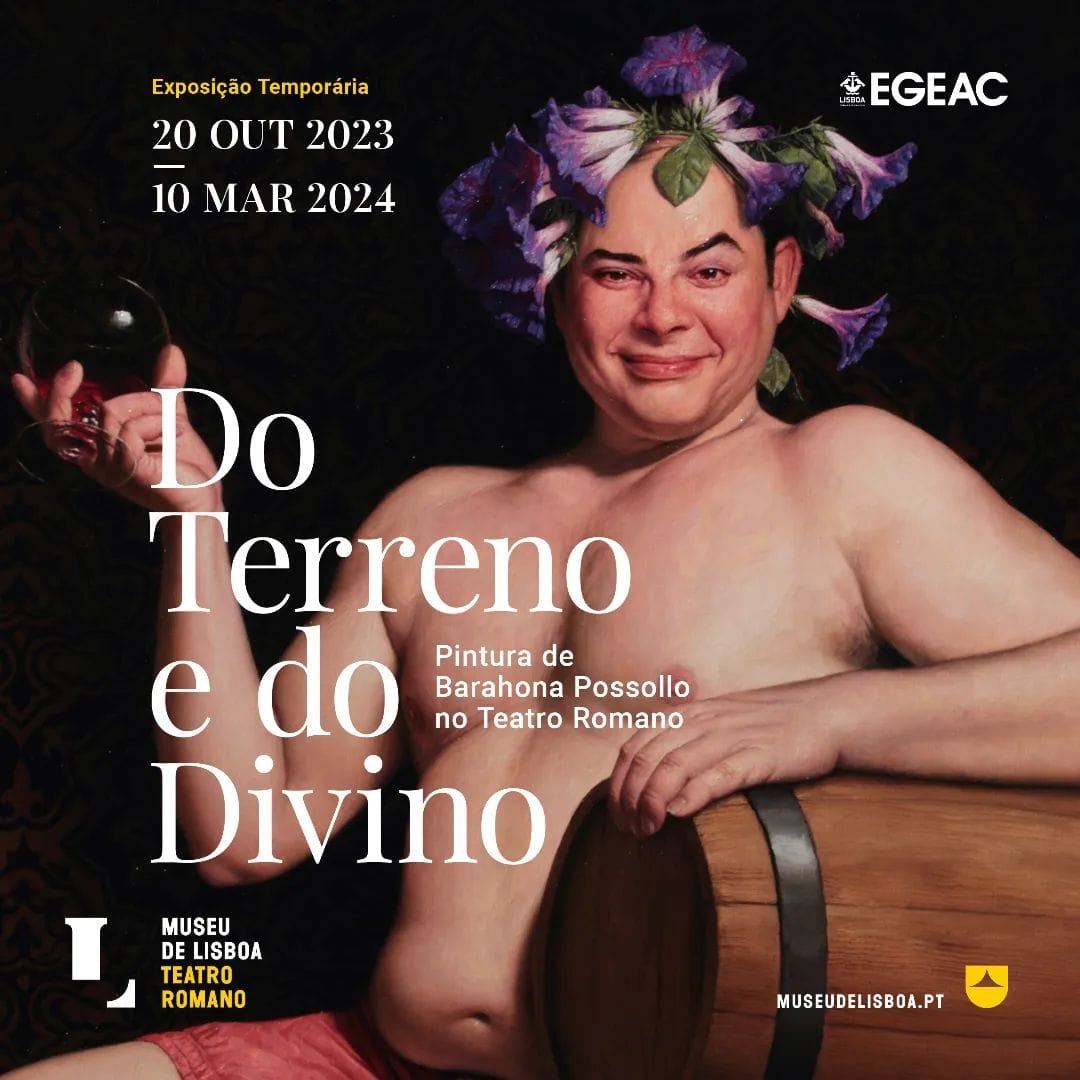 Exposição Temporária
20 OUT 2023
10 MAR 2024
LISBOA
EGEAC
Do
Terreno
e do
Divino
Pintura de
Barahona Possollo
no Teatro Romano
MUSEU
DE LISBOA
TEATRO
ROMANO
MUSEUDELISBOA.PT